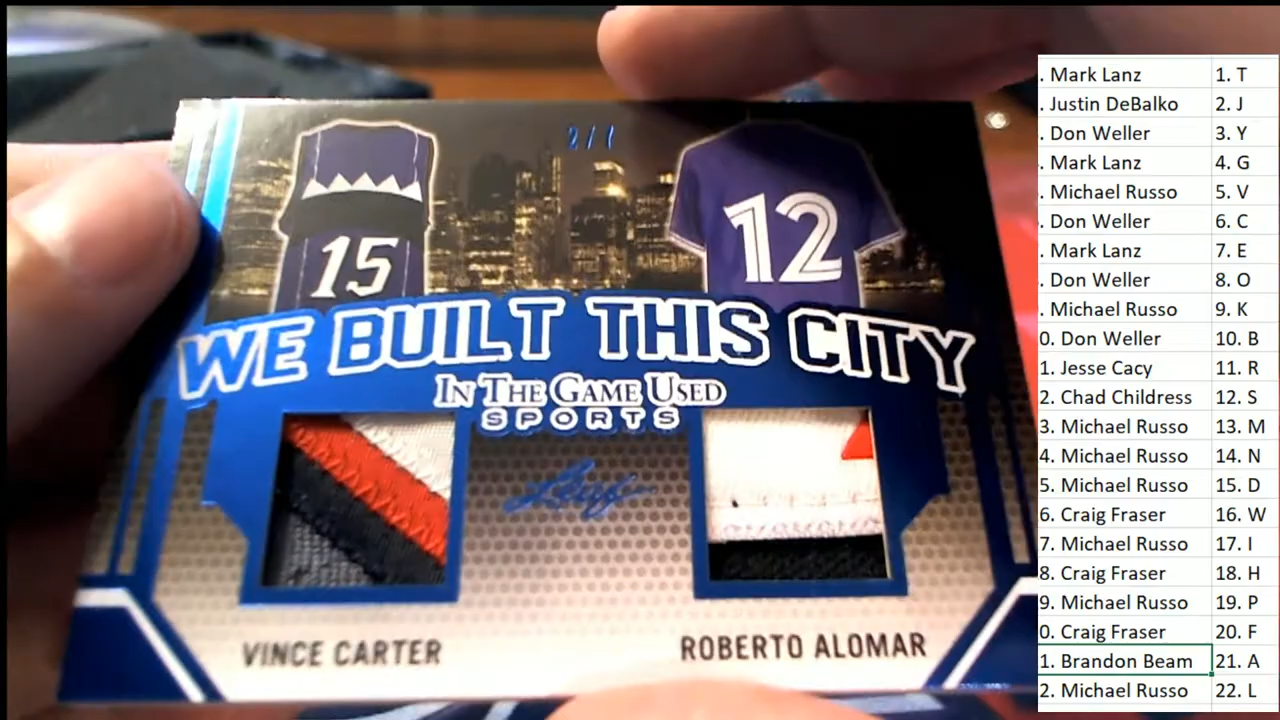 2/1
15
12
WE BUILT THIS CITY
IN THE GAME USED
SPORTS
Leaf
VINCE CARTER
ROBERTO ALOMAR
. Mark Lanz 1. T
. Justin DeBalko 2. J
. Don Weller 3. Y
. Mark Lanz 4. G
. Michael Russo 5. V
. Don Weller 6. C
. Mark Lanz 7. E
. Don Weller 8. O
. Michael Russo 9. K
0. Don Weller 10. B
1. Jesse Cacy 11. R
2. Chad Childress 12. S
3. Michael Russo 13. M
4. Michael Russo 14. N
5. Michael Russo 15. D
6. Craig Fraser 16. W
7. Michael Russo 17. I
8. Craig Fraser 18. H
9. Michael Russo 19. P
0. Craig Fraser 20. F
1. Brandon Beam 21. A
2. Michael Russo 22. L